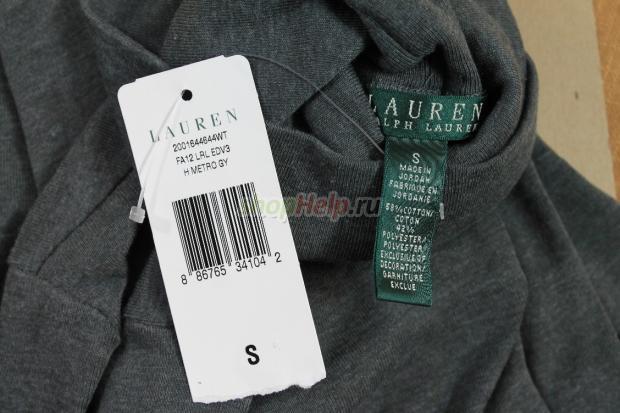 LAUREN
2001644644WT
FA12 LRL EDV3
H METRO GY
8 86765 34104 2
S
LAUREN
RALPH LAUREN
S
MADE IN
JORDAN
FABRIQUE EN
JORDANIE
58% COTTON/
COTON
42%
POLYESTER/
POLYESTER
EXCLUSIVE OF
DECORATION/
GARNITURE
EXCLUE
shopHelp.ru